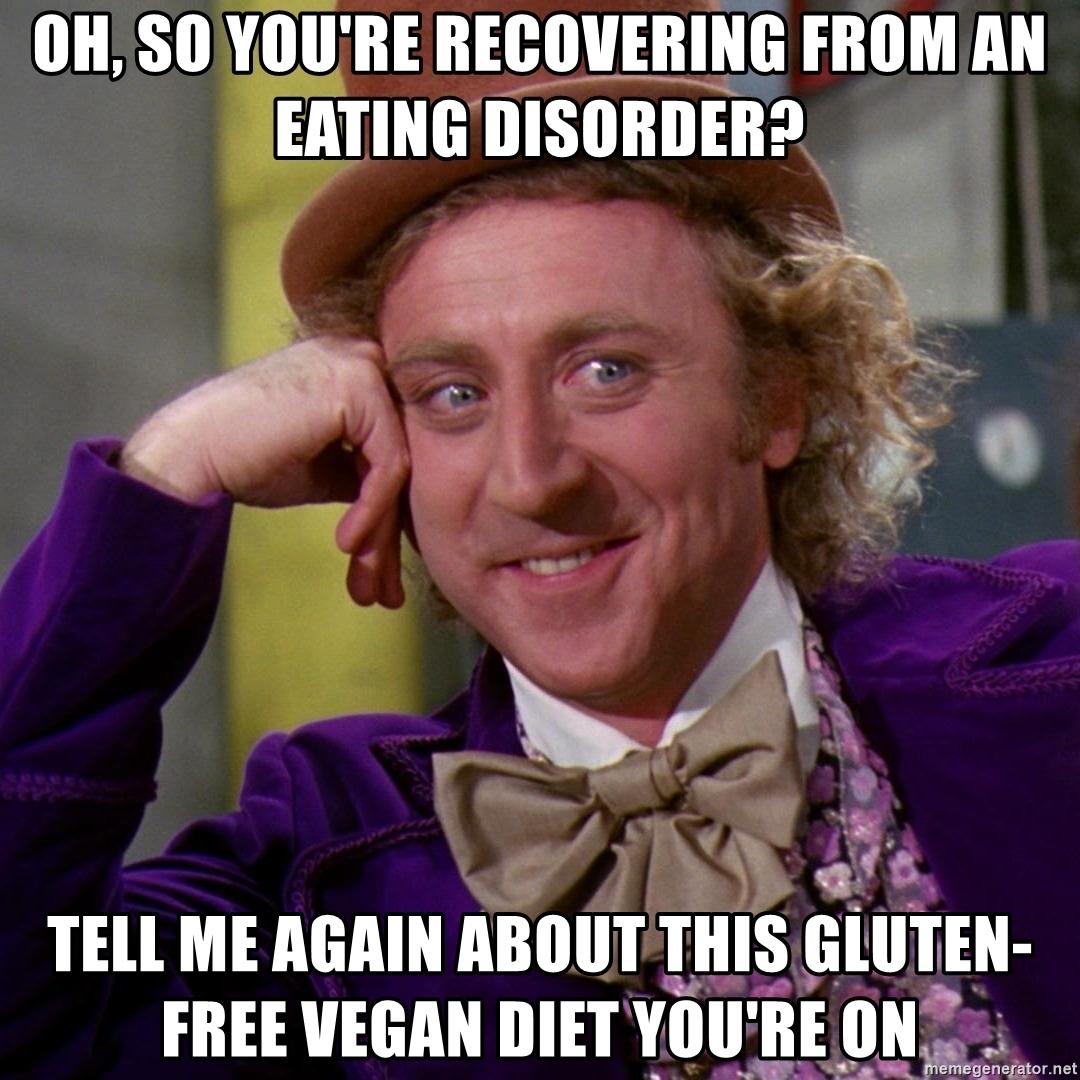 OH, SO YOU'RE RECOVERING FROM AN
EATING DISORDER?
TELL ME AGAIN ABOUT THIS GLUTEN-
FREE VEGAN DIET YOU'RE ON
memegenerator.net